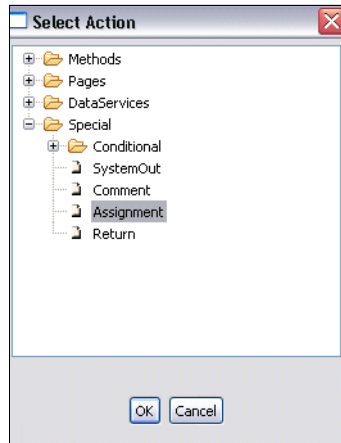 Select Action
Methods
Pages
DataServices
Special
Conditional
SystemOut
Comment
Assignment
Return
OK Cancel